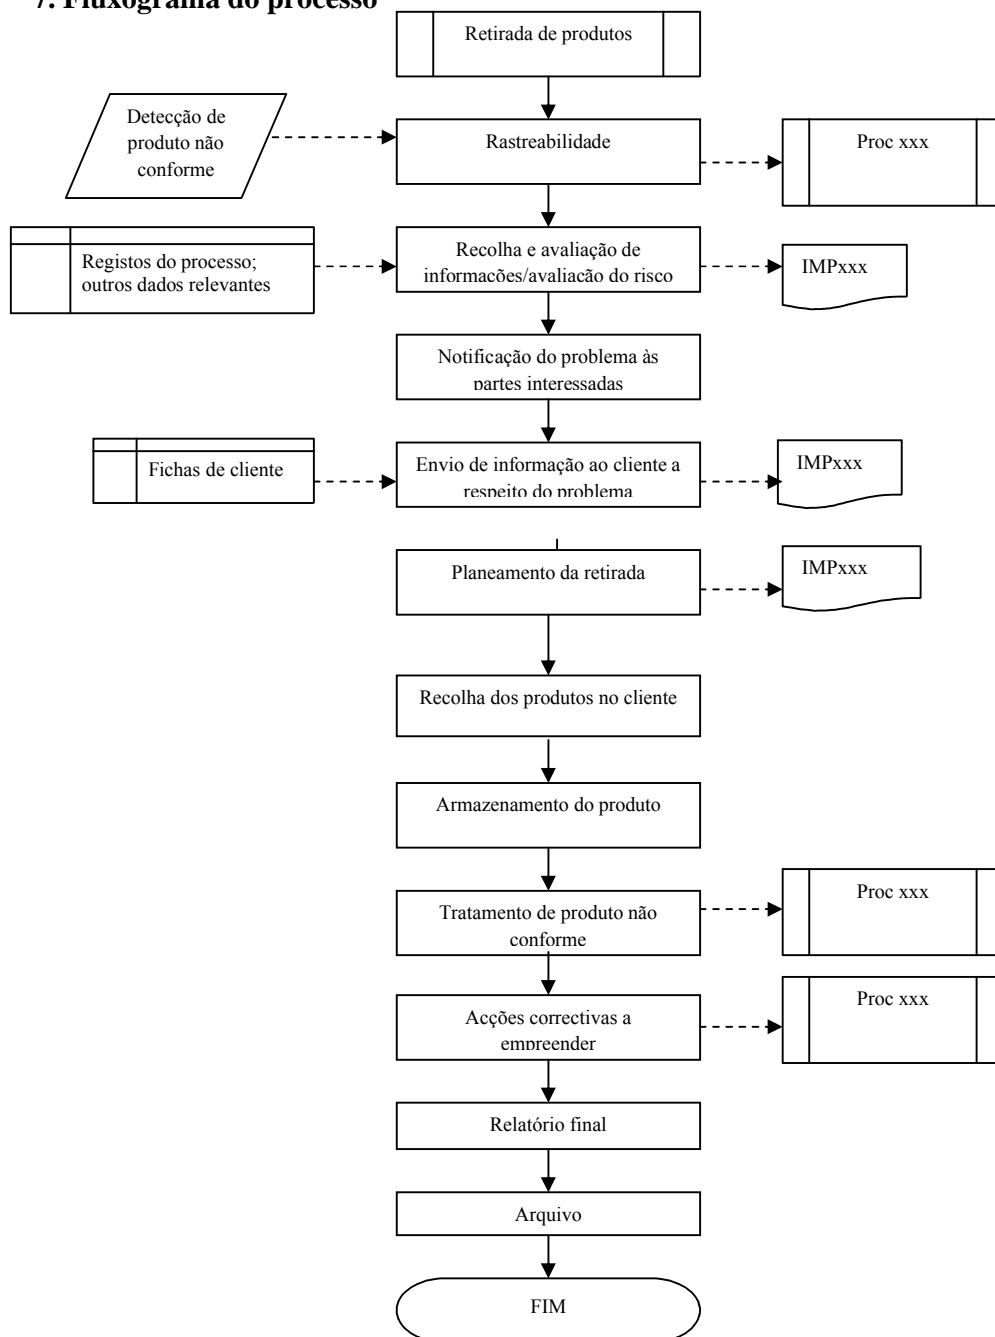 7. Fluxograma do processo
Retirada de produtos
Detecção de
produto não
conforme
Rastreabilidade
Proc xxx
Registos do processo;
outros dados relevantes
Recolha e avaliação de
informações/avaliação do risco
IMPxxx
Notificação do problema às
partes interessadas
Fichas de cliente
Envio de informação ao cliente a
respeito do problema
IMPxxx
Planeamento da retirada
IMPxxx
Recolha dos produtos no cliente
Armazenamento do produto
Tratamento de produto não
conforme
Proc xxx
Acções correctivas a
empreender
Proc xxx
Relatório final
Arquivo
FIM